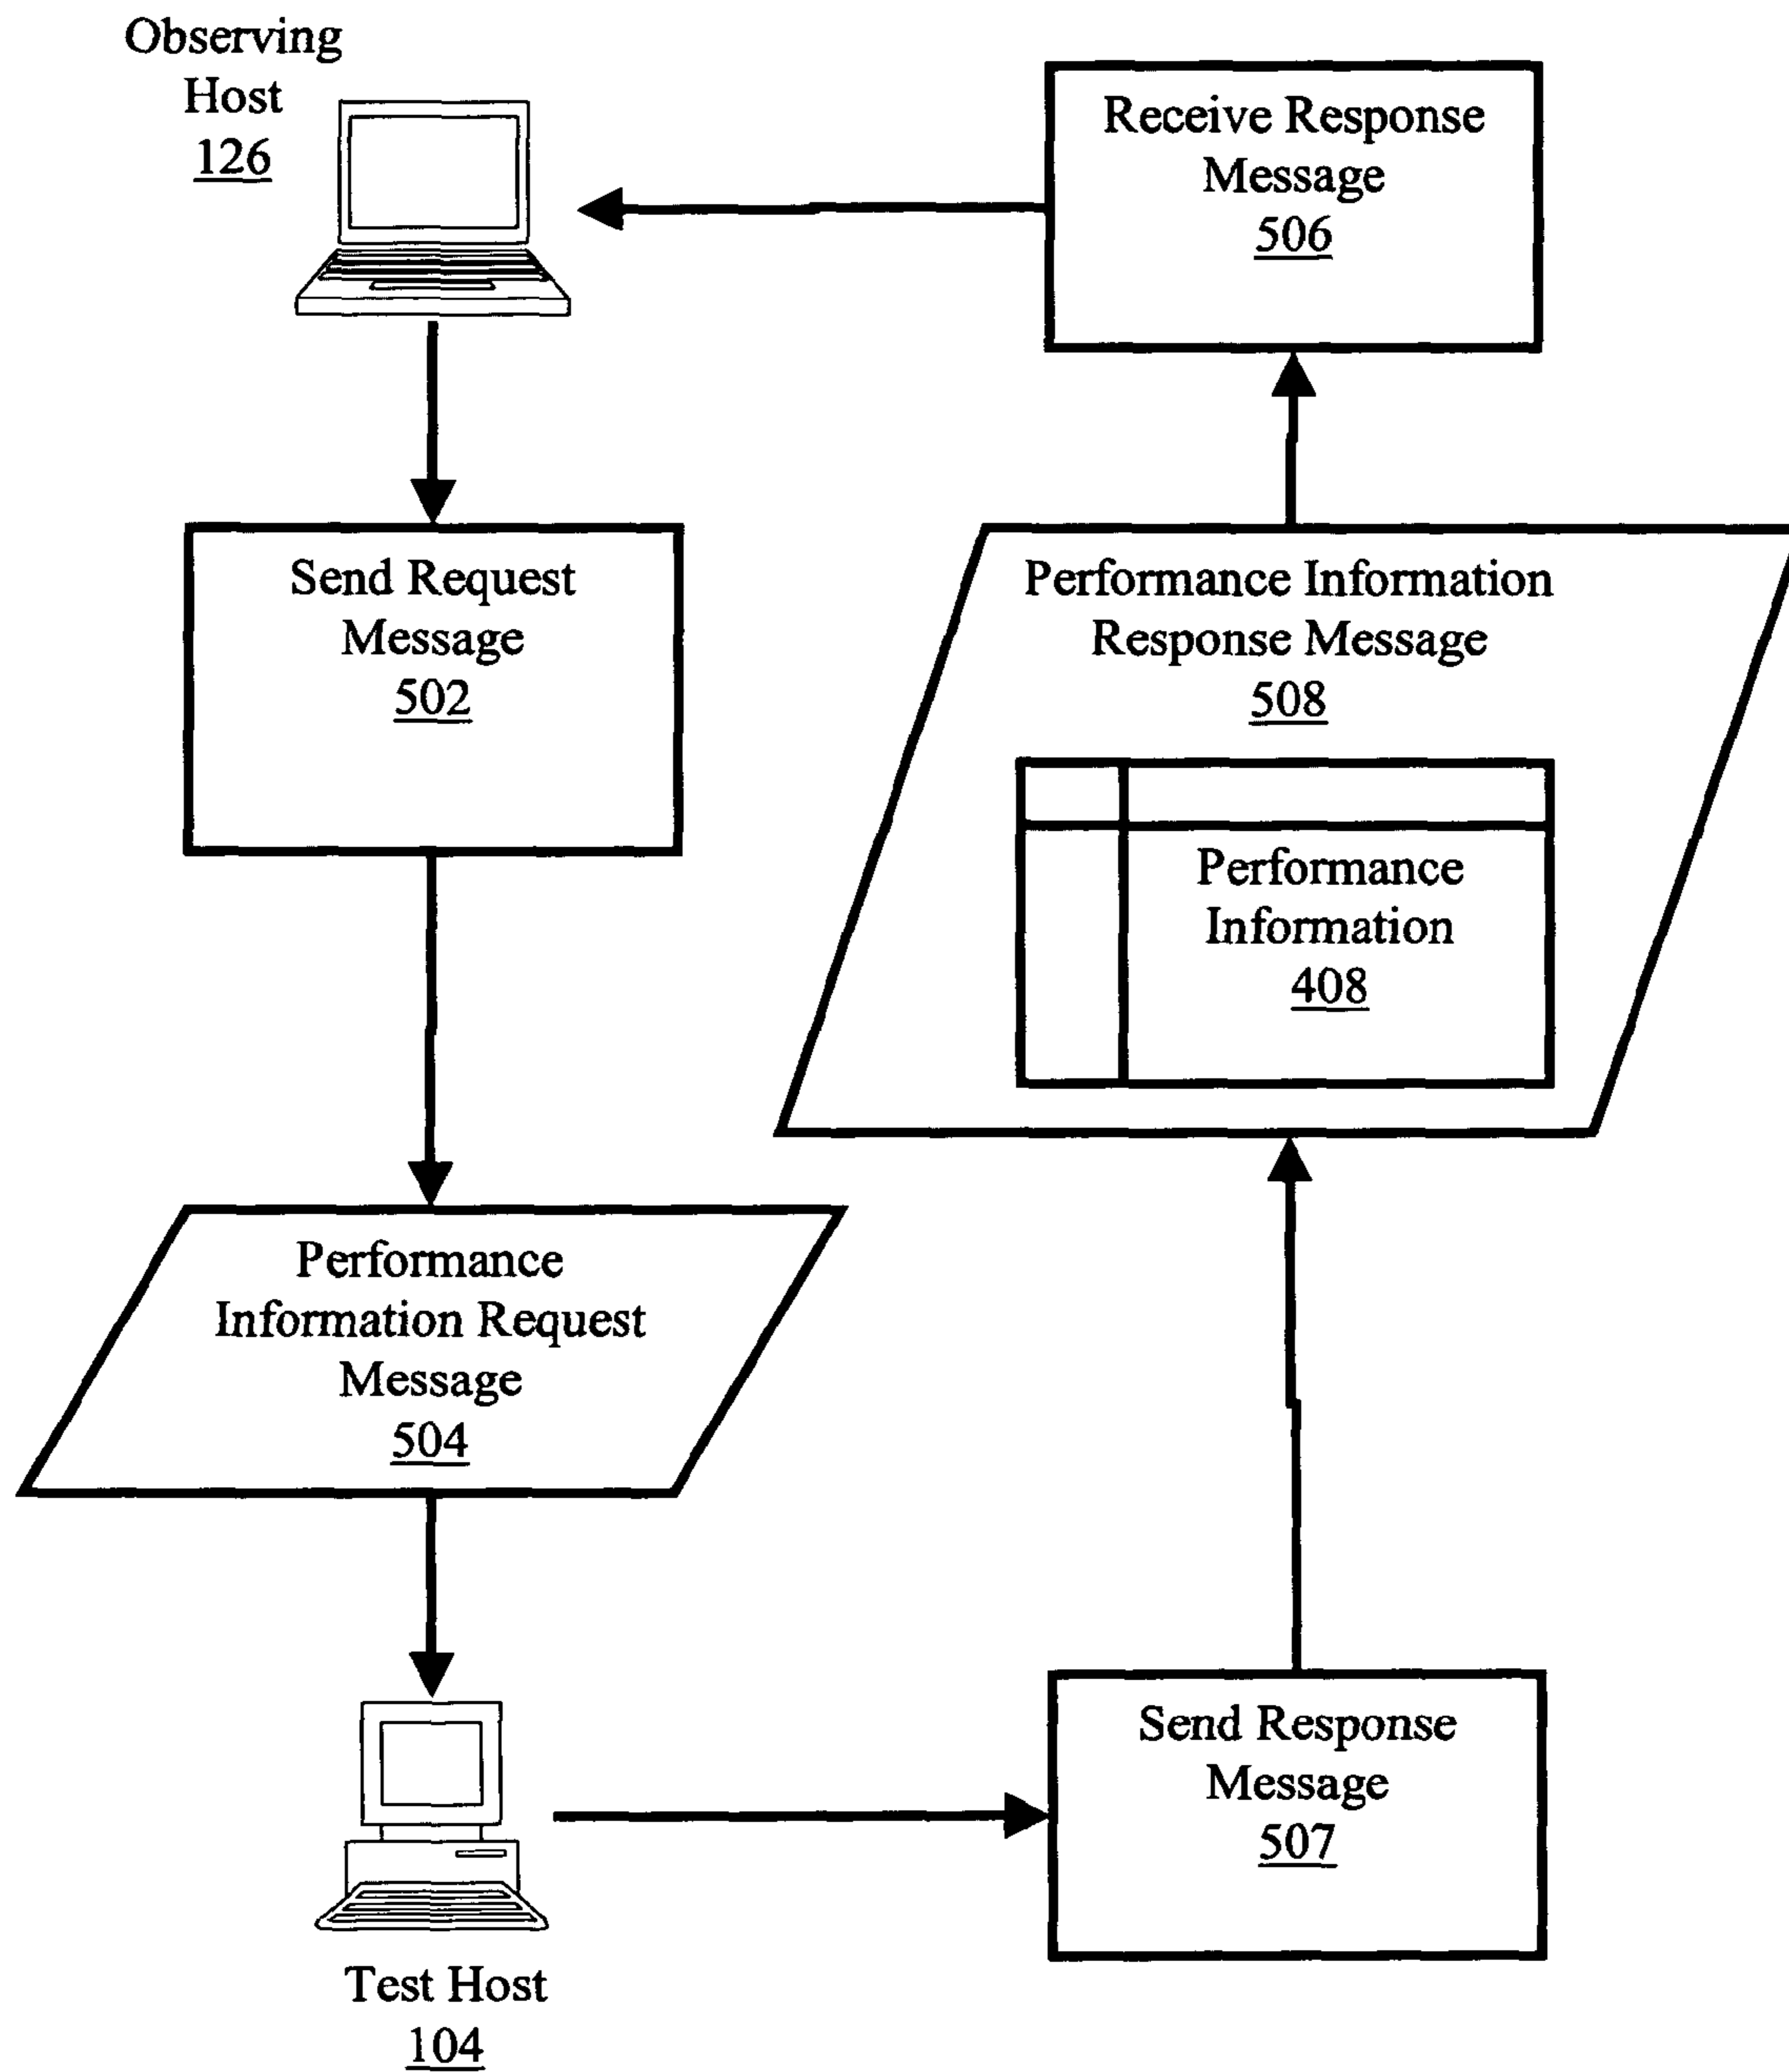 Observing
Host
126
Receive Response
Message
506
Send Request
Message
502
Performance Information
Response Message
508
Performance
Information
408
Performance
Information Request
Message
504
Send Response
Message
507
Test Host
104